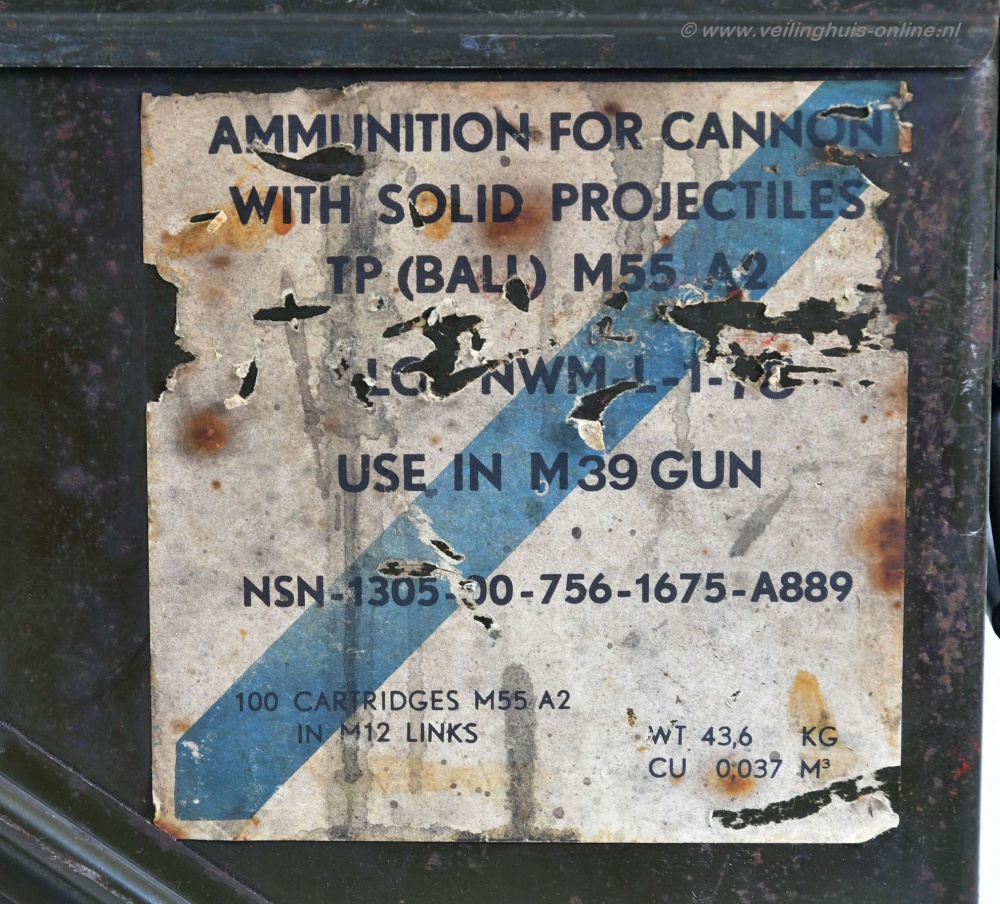 © www.veilinghuis-online.nl
AMMUNITION FOR CANNON
WITH SOLID PROJECTILES
TP (BALL) M55 A2
NWM L-1-
USE IN M39 GUN
NSN-1305-00-756-1675-A889
100 CARTRIDGES M55 A2
IN M12 LINKS
WT 43,6 KG
CU 0,037 M³